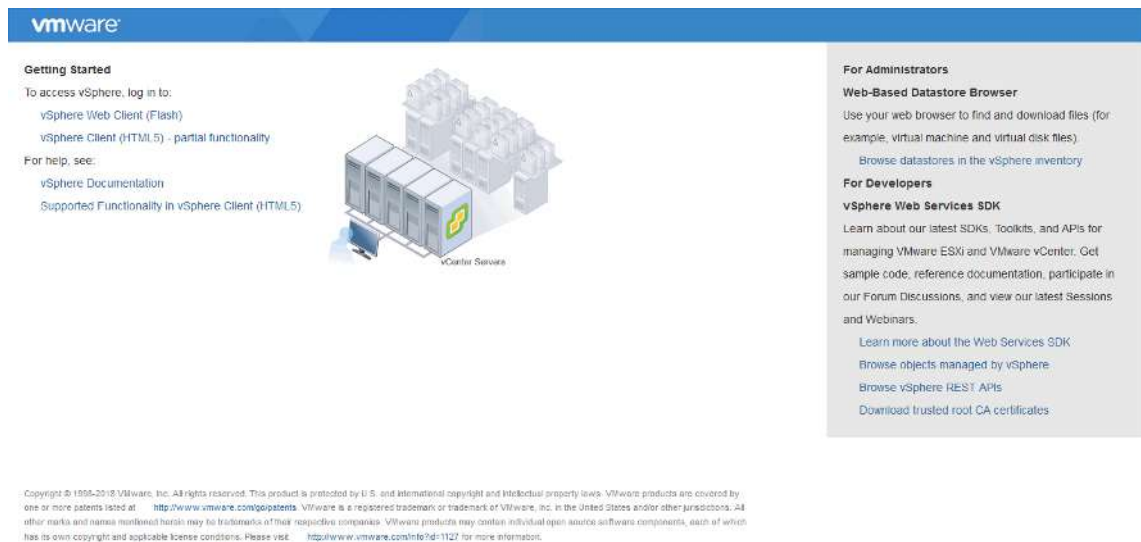 vmware
Getting Started
To access vSphere, log in to:
vSphere Web Client (Flash)
vSphere Client (HTML5) - partial functionality
For help, see:
vSphere Documentation
Supported Functionality in vSphere Client (HTML5)
vCenter Servers
For Administrators
Web-Based Datastore Browser
Use your web browser to find and download files (for
example, virtual machine and virtual disk files).
Browse datastores in the vSphere inventory
For Developers
vSphere Web Services SDK
Learn about our latest SDKs, Toolkits, and APIs for
managing VMware ESXi and VMware vCenter. Get
sample code, reference documentation, participate in
our Forum Discussions, and view our latest Sessions
and Webinars.
Learn more about the Web Services SDK
Browse objects managed by vSphere
Browse vSphere REST APIs
Download trusted root CA certificates
Copyright © 1998-2018 VMware, Inc. All rights reserved. This product is protected by U.S. and international copyright and intellectual property laws. VMware products are covered by
one or more patents listed at http://www.vmware.com/go/patents. VMware is a registered trademark or trademark of VMware, Inc. in the United States and/or other jurisdictions. All
other marks and names mentioned herein may be trademarks of their respective companies. VMware products may contain individual open source software components, each of which
has its own copyright and applicable license conditions. Please visit http://www.vmware.com/info?id=1127 for more information.